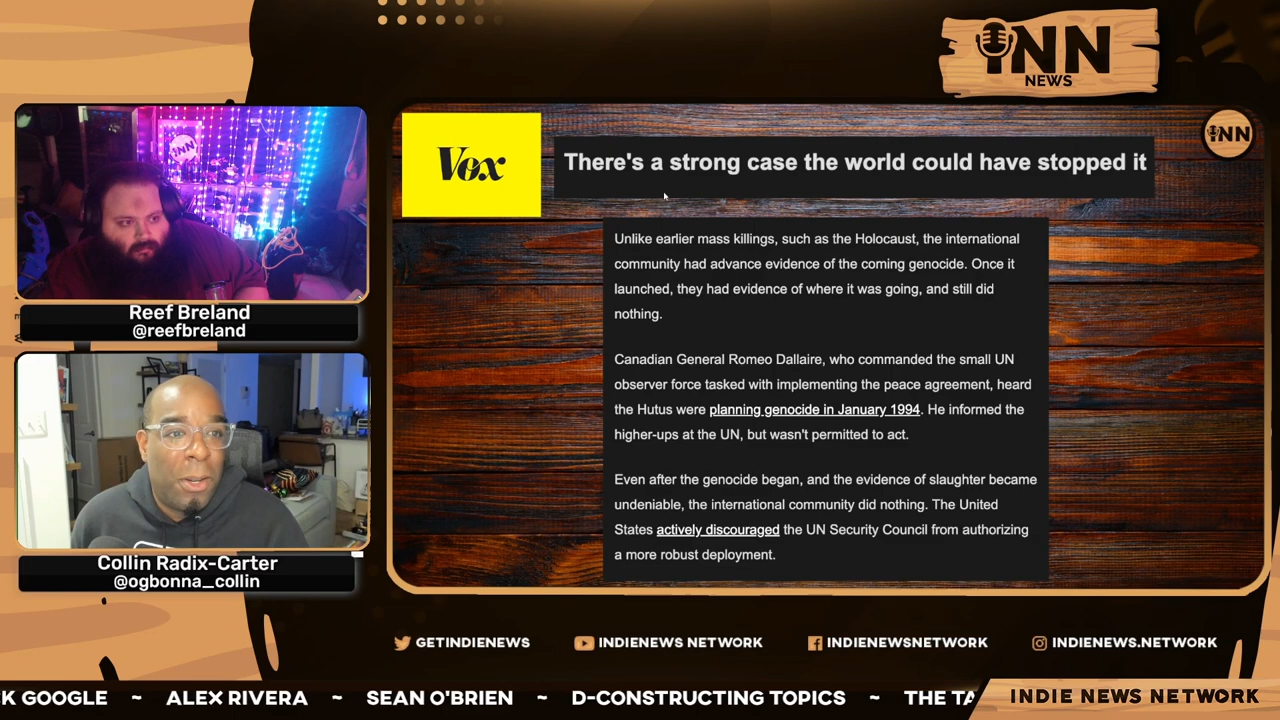 iNN
NEWS
iNN
Vox
There's a strong case the world could have stopped it
Unlike earlier mass killings, such as the Holocaust, the international
community had advance evidence of the coming genocide. Once it
launched, they had evidence of where it was going, and still did
nothing.
Canadian General Romeo Dallaire, who commanded the small UN
observer force tasked with implementing the peace agreement, heard
the Hutus were planning genocide in January 1994. He informed the
higher-ups at the UN, but wasn't permitted to act.
Even after the genocide began, and the evidence of slaughter became
undeniable, the international community did nothing. The United
States actively discouraged the UN Security Council from authorizing
a more robust deployment.
Reef Breland
@reefbreland
Collin Radix-Carter
@ogbonna_collin
GETINDIENEWS
INDIENEWS NETWORK
INDIENEWSNETWORK
INDIENEWS.NETWORK
CK GOOGLE ~ ALEX RIVERA ~ SEAN O'BRIEN ~ D-CONSTRUCTING TOPICS ~ THE TA
INDIE NEWS NETWORK